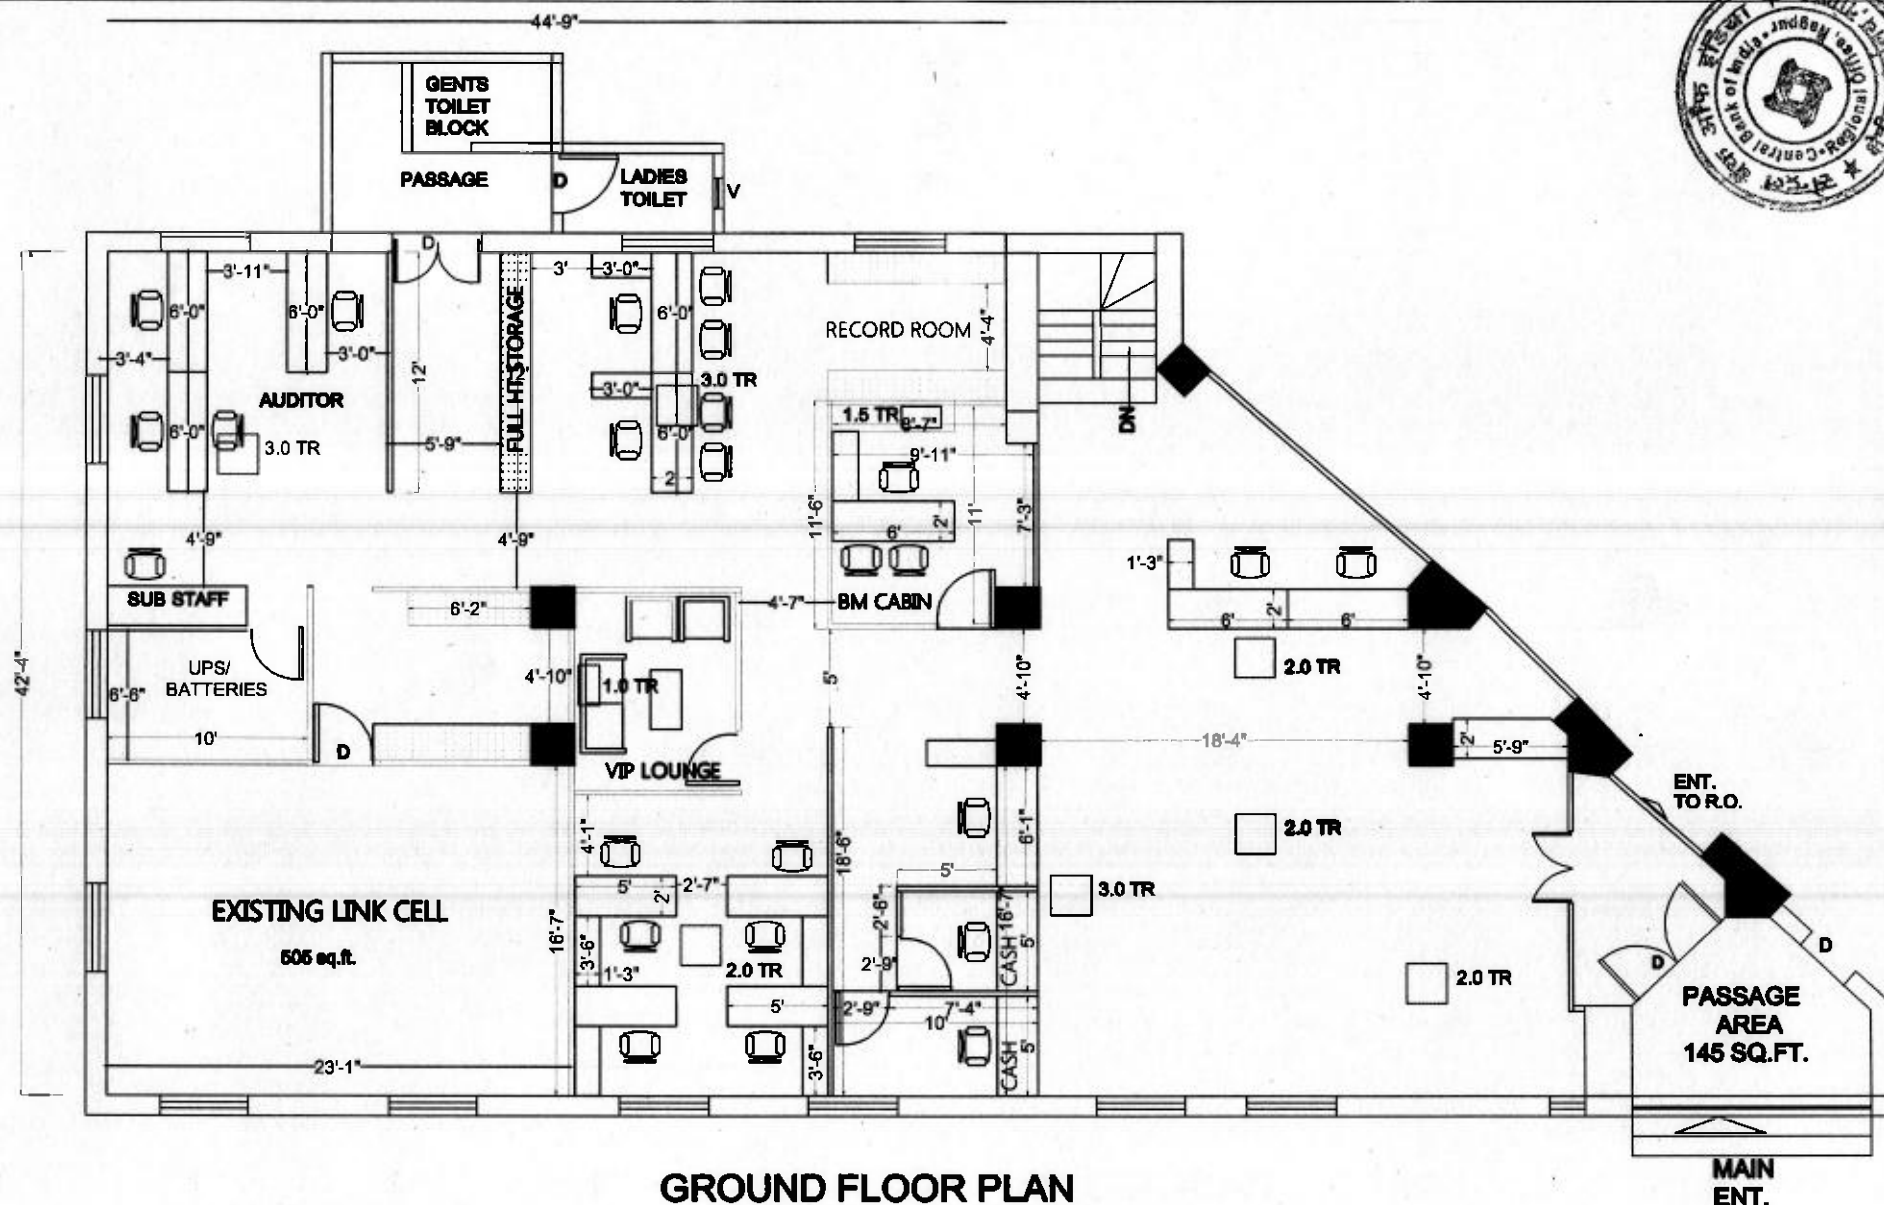 44'-9"
GENTS
TOILET
BLOCK
PASSAGE
D
LADIES
TOILET
V
Central Bank of India
Regional Office, Nagpur
D
3'-11"
3'
3'-0"
6'-0"
6'-0"
6'-0"
3'-4"
3'-0"
12'
FULL HT.STORAGE
RECORD ROOM
4'-4"
AUDITOR
3'-0"
3.0 TR
6'-0"
3.0 TR
5'-9"
6'-0"
2
1.5 TR
8'-7"
9'-11"
DN
11'-6"
11'
7'-3"
2'
6'
4'-9"
4'-9"
1'-3"
SUB STAFF
6'-2"
4'-7"
BM CABIN
6'
2'
6'
42'-4"
UPS/
BATTERIES
6'-6"
10'
D
4'-10"
1.0 TR
VIP LOUNGE
5'
4'-10"
2.0 TR
4'-10"
18'-4"
2'
5'-9"
ENT.
TO R.O.
2.0 TR
4'-1"
18'-6"
6'-1"
5'
5'
2'
2'-7"
3.0 TR
EXISTING LINK CELL
505 sq.ft.
16'-7"
3'-6"
1'-3"
2.0 TR
2'-6"
2'-9"
CASH
16'-7"
5'
5'
2'-9"
7'-4"
10'
CASH
5'
3'-6"
23'-1"
2.0 TR
D
D
PASSAGE
AREA
145 SQ.FT.
GROUND FLOOR PLAN
MAIN
ENT.